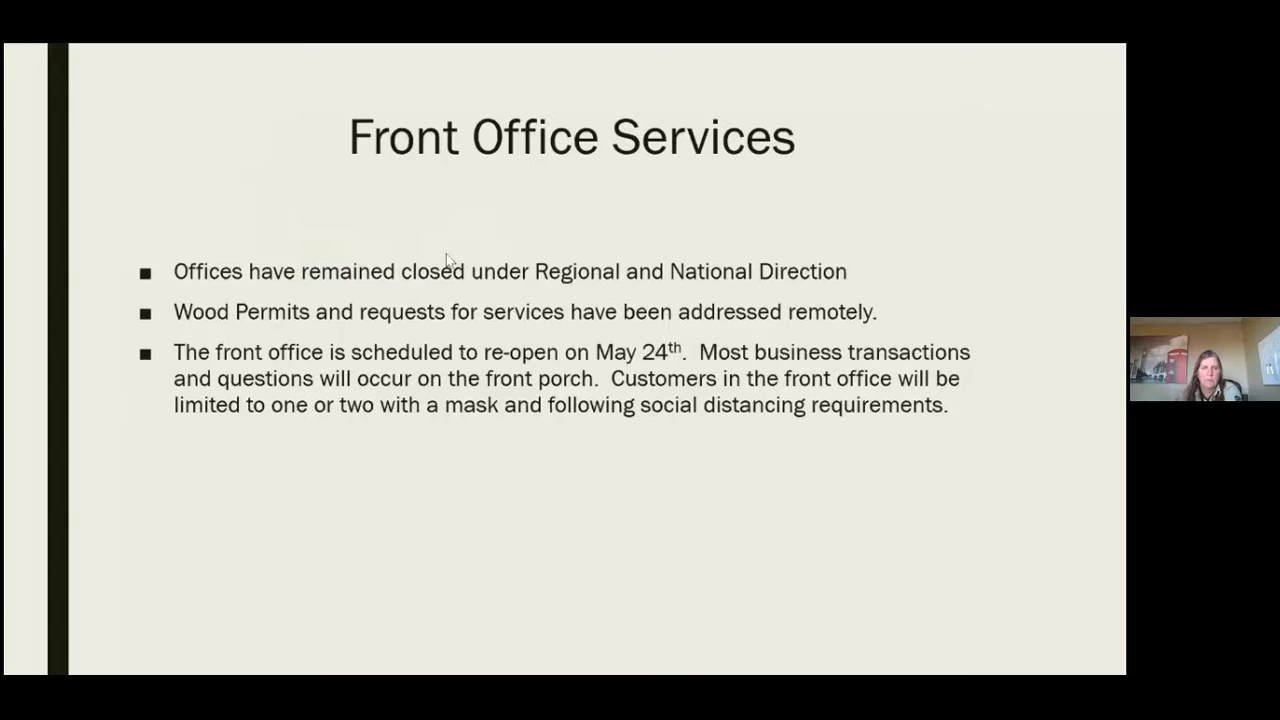 Front Office Services
■ Offices have remained closed under Regional and National Direction
■ Wood Permits and requests for services have been addressed remotely.
■ The front office is scheduled to re-open on May 24th. Most business transactions
and questions will occur on the front porch. Customers in the front office will be
limited to one or two with a mask and following social distancing requirements.